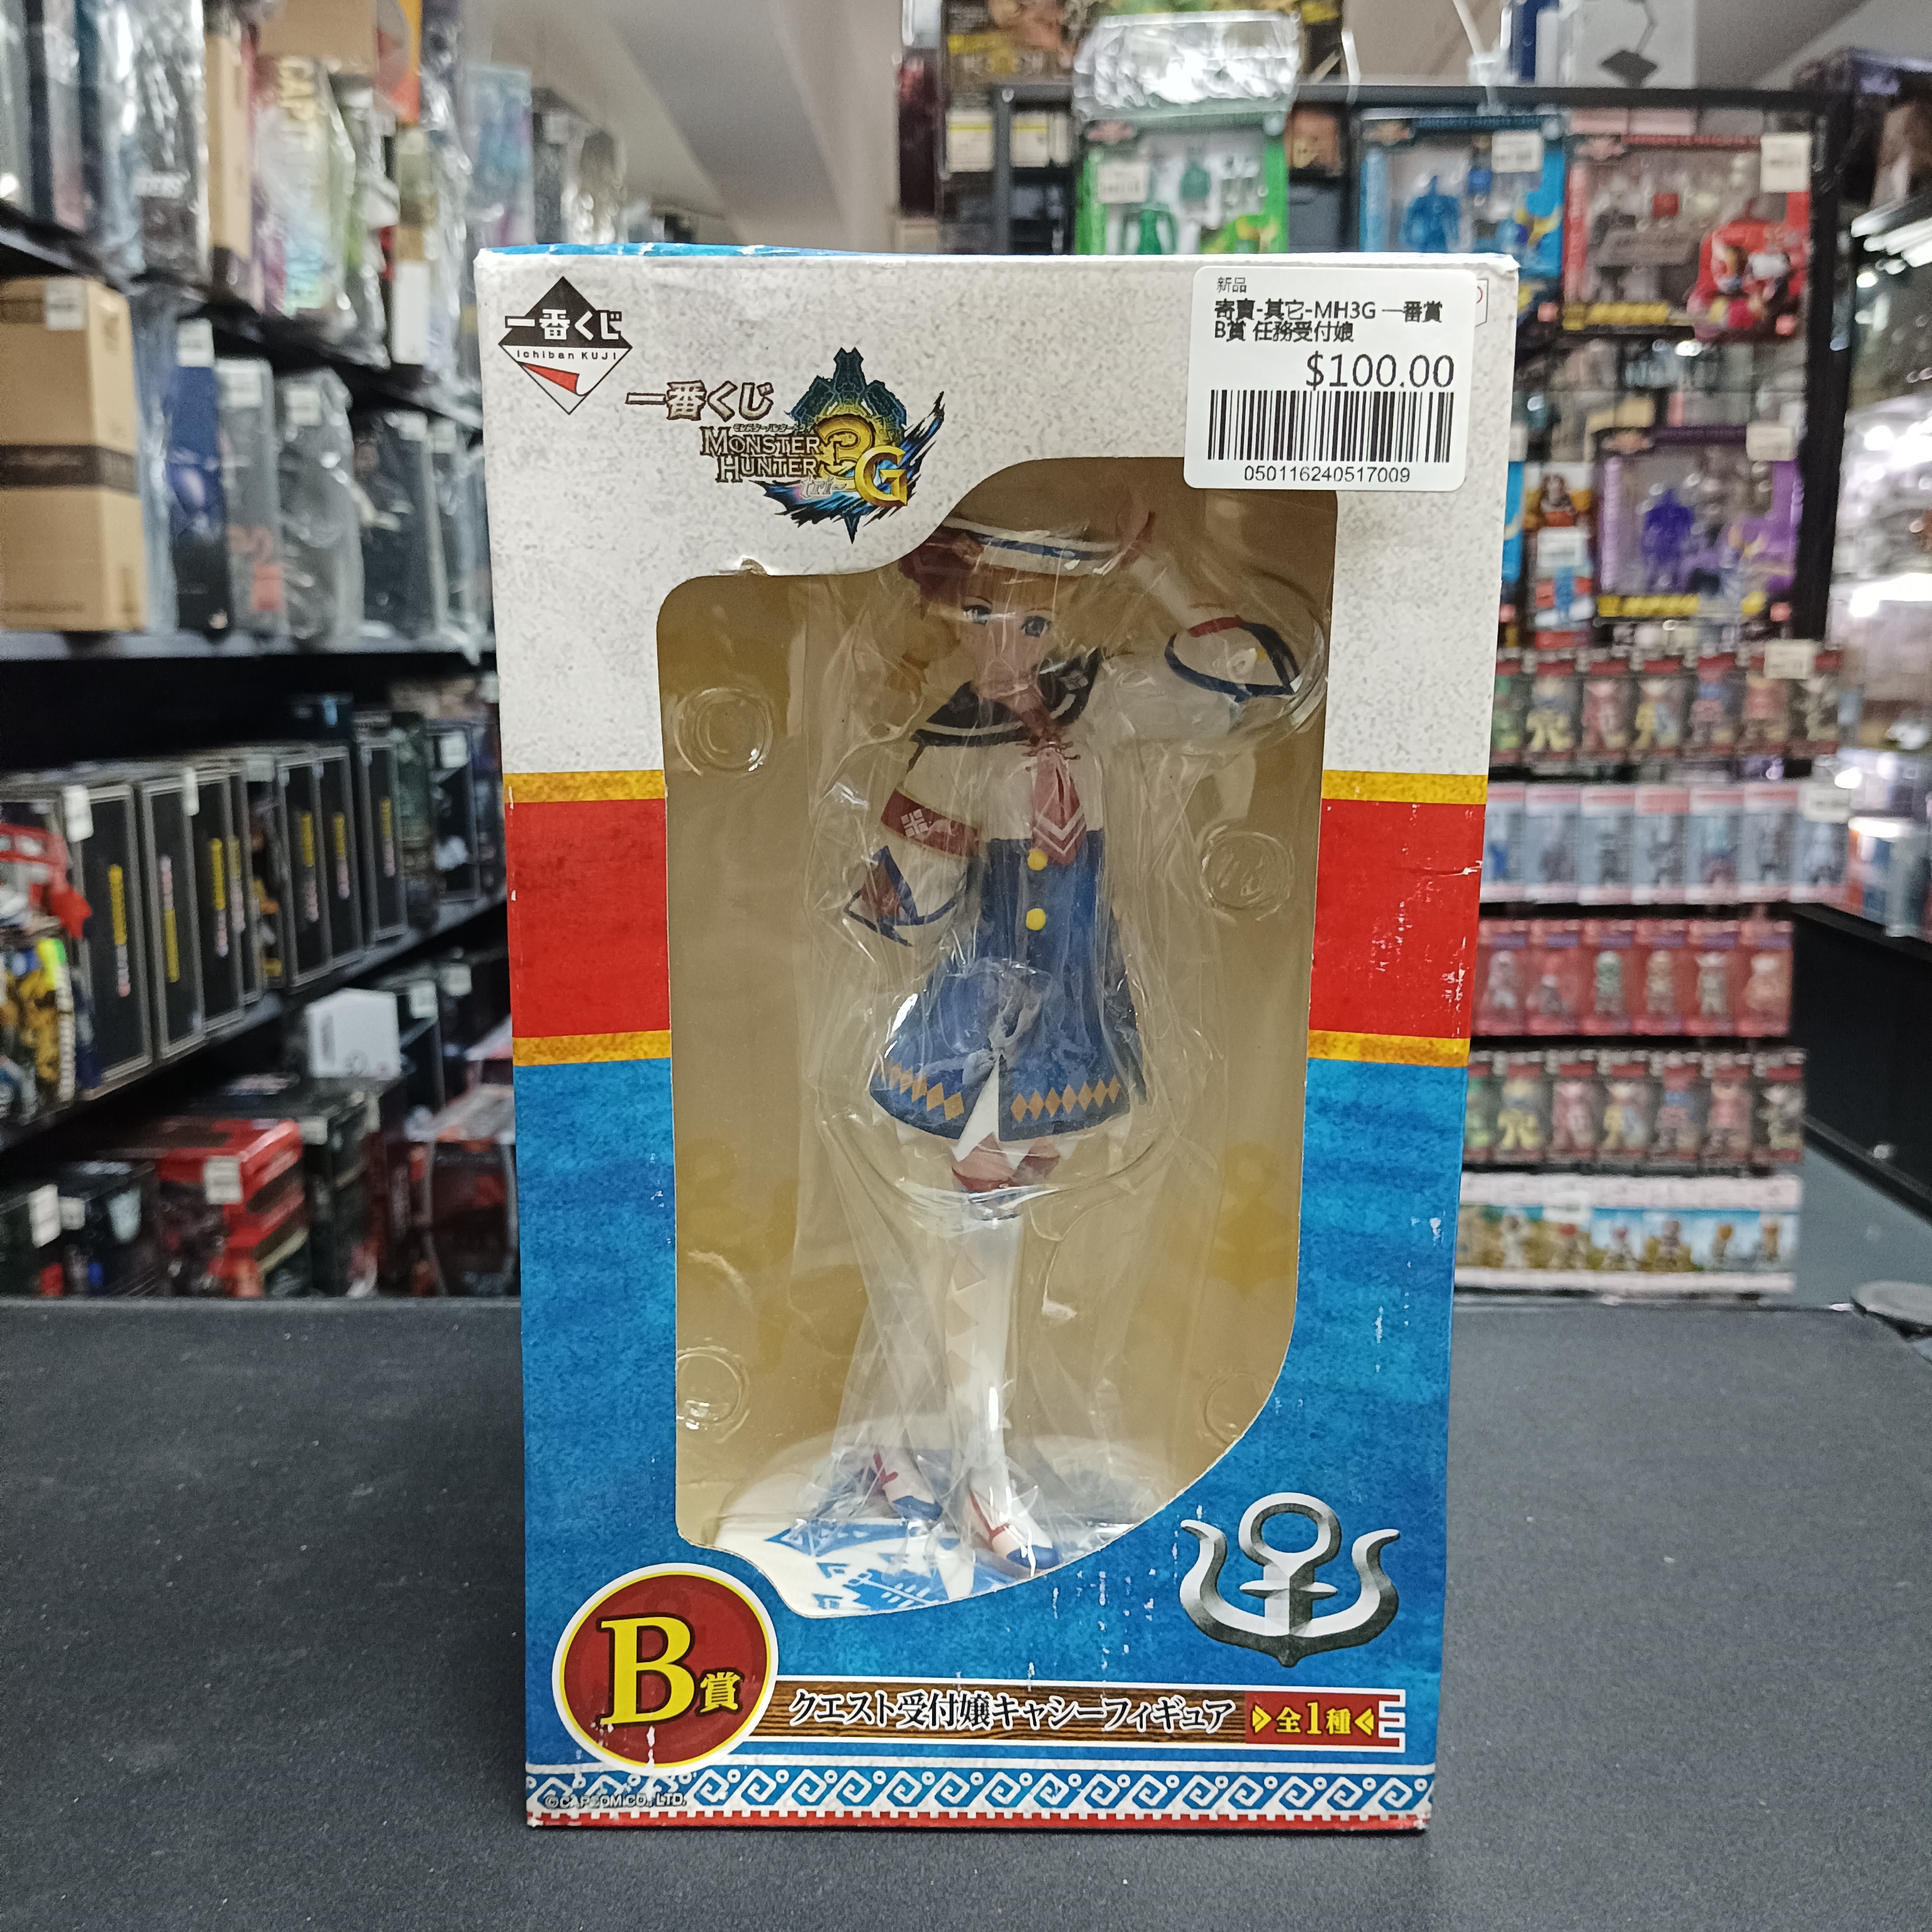 一番くじ
Ichiban KUJI
一番くじ
モンスターハンター
MONSTER
HUNTER 3
tri-
G
新品
寄賣-其它-MH3G 一番賞
B賞 任務受付娘
$100.00
050116240517009
B賞
クエスト受付嬢キャシーフィギュア
全1種
©CAPCOM CO., LTD.